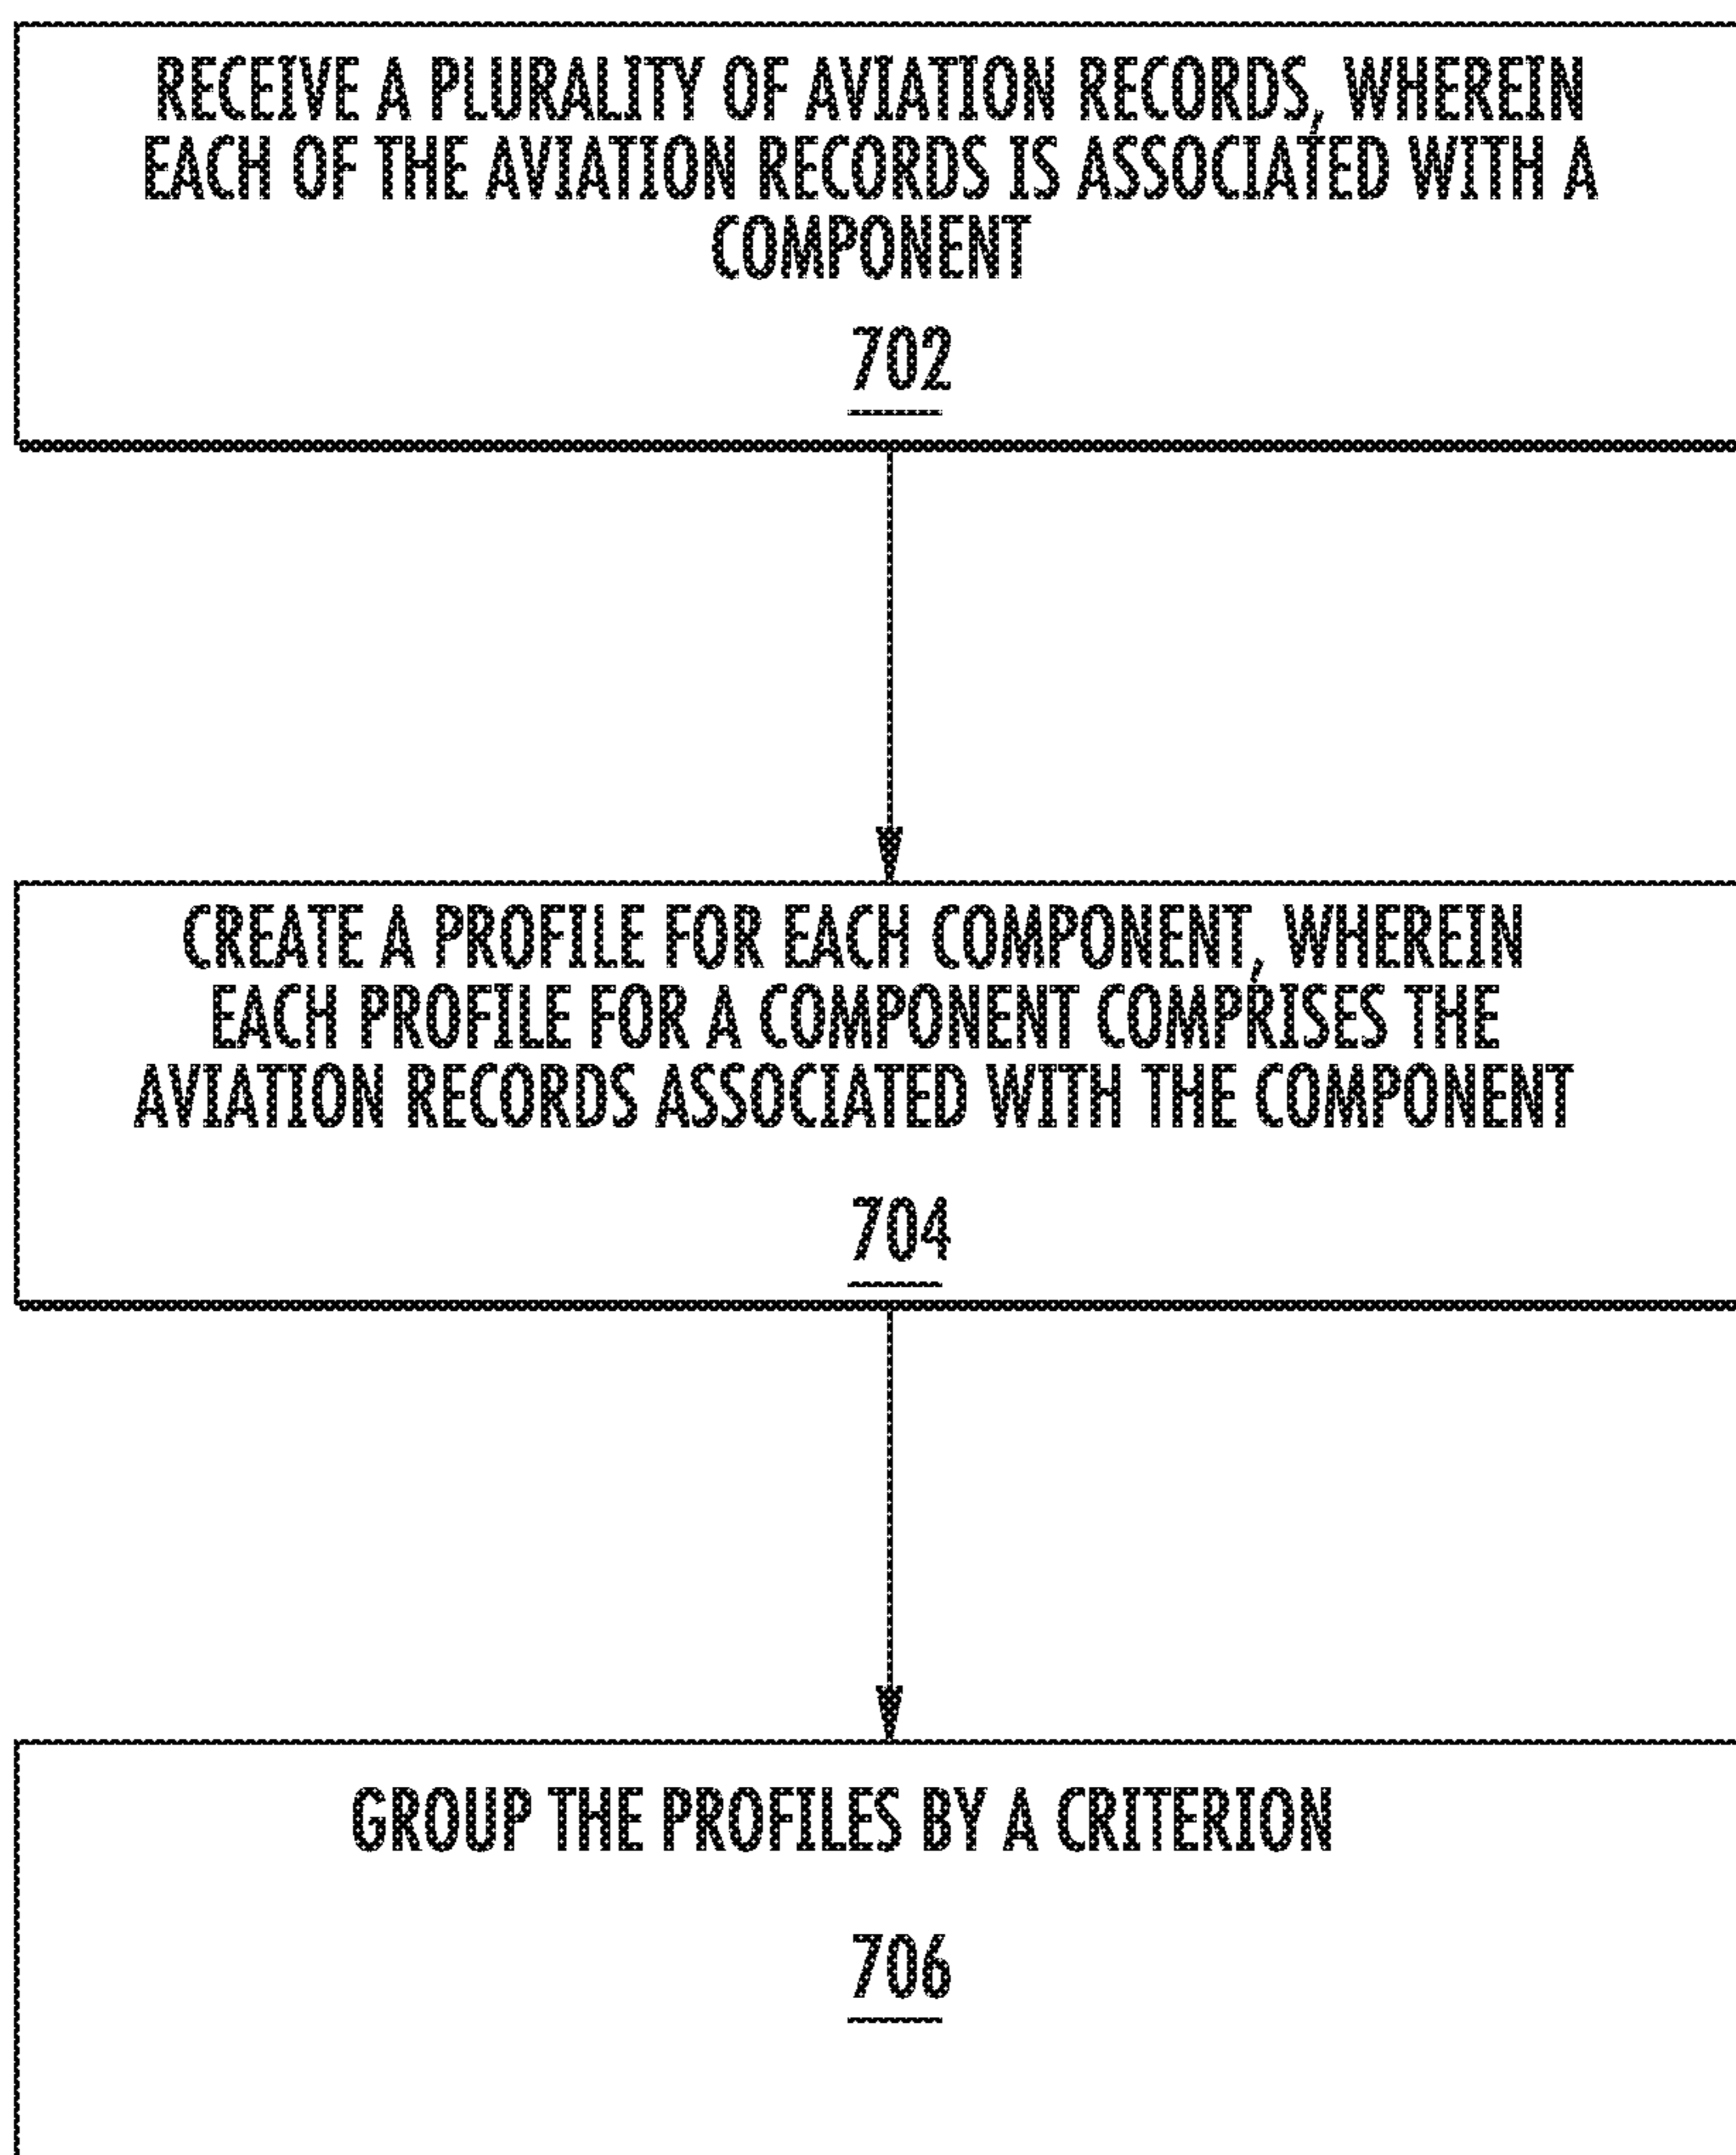 RECEIVE A PLURALITY OF AVIATION RECORDS, WHEREIN
EACH OF THE AVIATION RECORDS IS ASSOCIATED WITH A
COMPONENT
702
CREATE A PROFILE FOR EACH COMPONENT, WHEREIN
EACH PROFILE FOR A COMPONENT COMPRISES THE
AVIATION RECORDS ASSOCIATED WITH THE COMPONENT
704
GROUP THE PROFILES BY A CRITERION
706